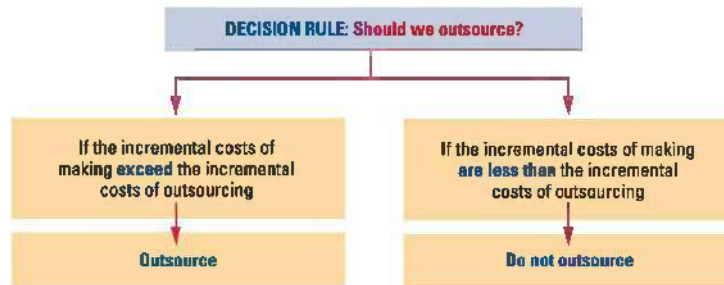 DECISION RULE: Should we outsource?
If the incremental costs of
making exceed the incremental
costs of outsourcing
If the incremental costs of making
are less than the incremental
costs of outsourcing
Outsource
Do not outsource